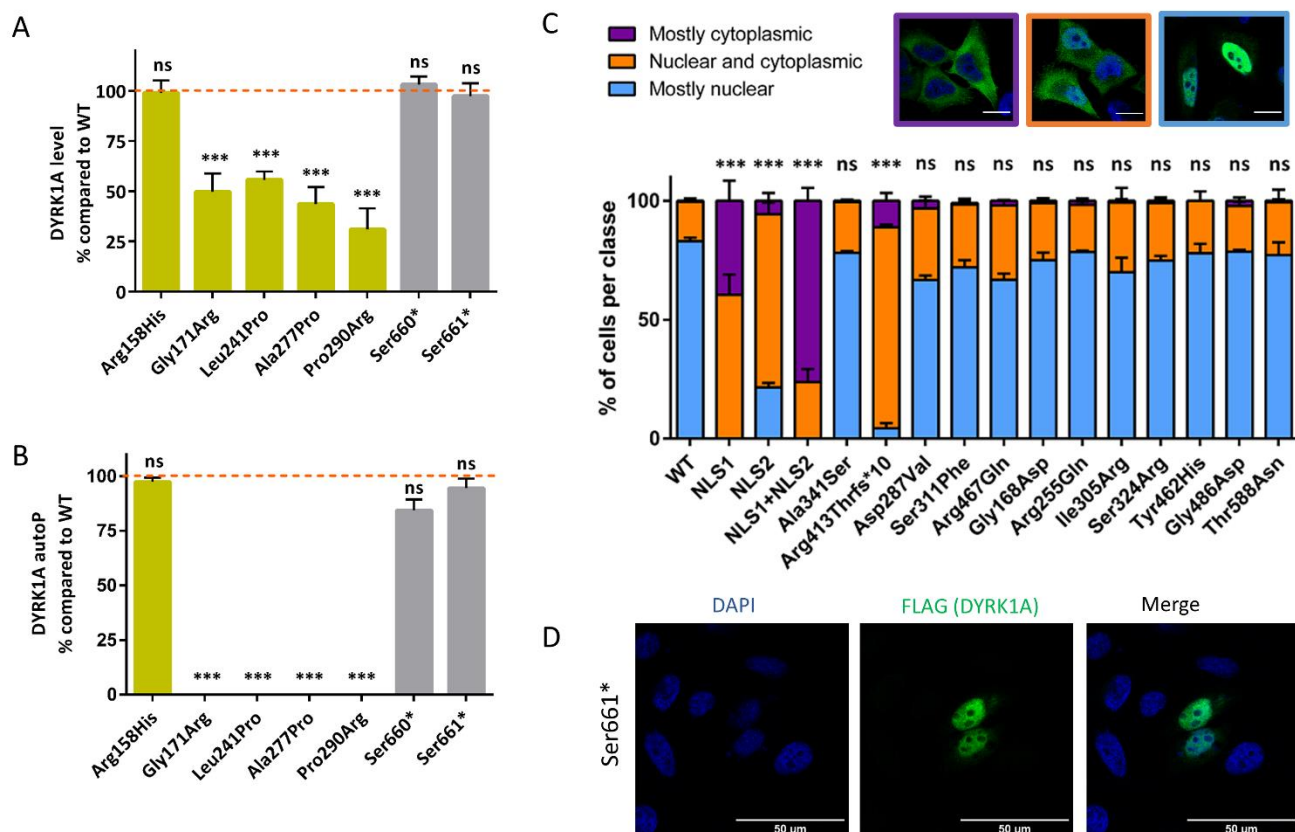 A
DYRK1A level
% compared to WT
100
75
50
25
0
ns
***
***
***
***
ns
ns
Arg158His
Gly171Arg
Leu241Pro
Ala277Pro
Pro290Arg
Ser660*
Ser661*
B
DYRK1A autoP
% compared to WT
100
75
50
25
0
ns
***
***
***
***
ns
ns
Arg158His
Gly171Arg
Leu241Pro
Ala277Pro
Pro290Arg
Ser660*
Ser661*
C
Mostly cytoplasmic
Nuclear and cytoplasmic
Mostly nuclear
% of cells per classe
100
50
0
*** *** *** ns *** ns ns ns ns ns ns ns ns ns ns
WT
NLS1
NLS2
NLS1+NLS2
Ala341Ser
Arg413Thrfs*10
Asp287Val
Ser311Phe
Arg467Gln
Gly168Asp
Arg255Gln
Ile305Arg
Ser324Arg
Tyr462His
Gly486Asp
Thr588Asn
D
DAPI
FLAG (DYRK1A)
Merge
Ser661*
50 um
50 um
50 um